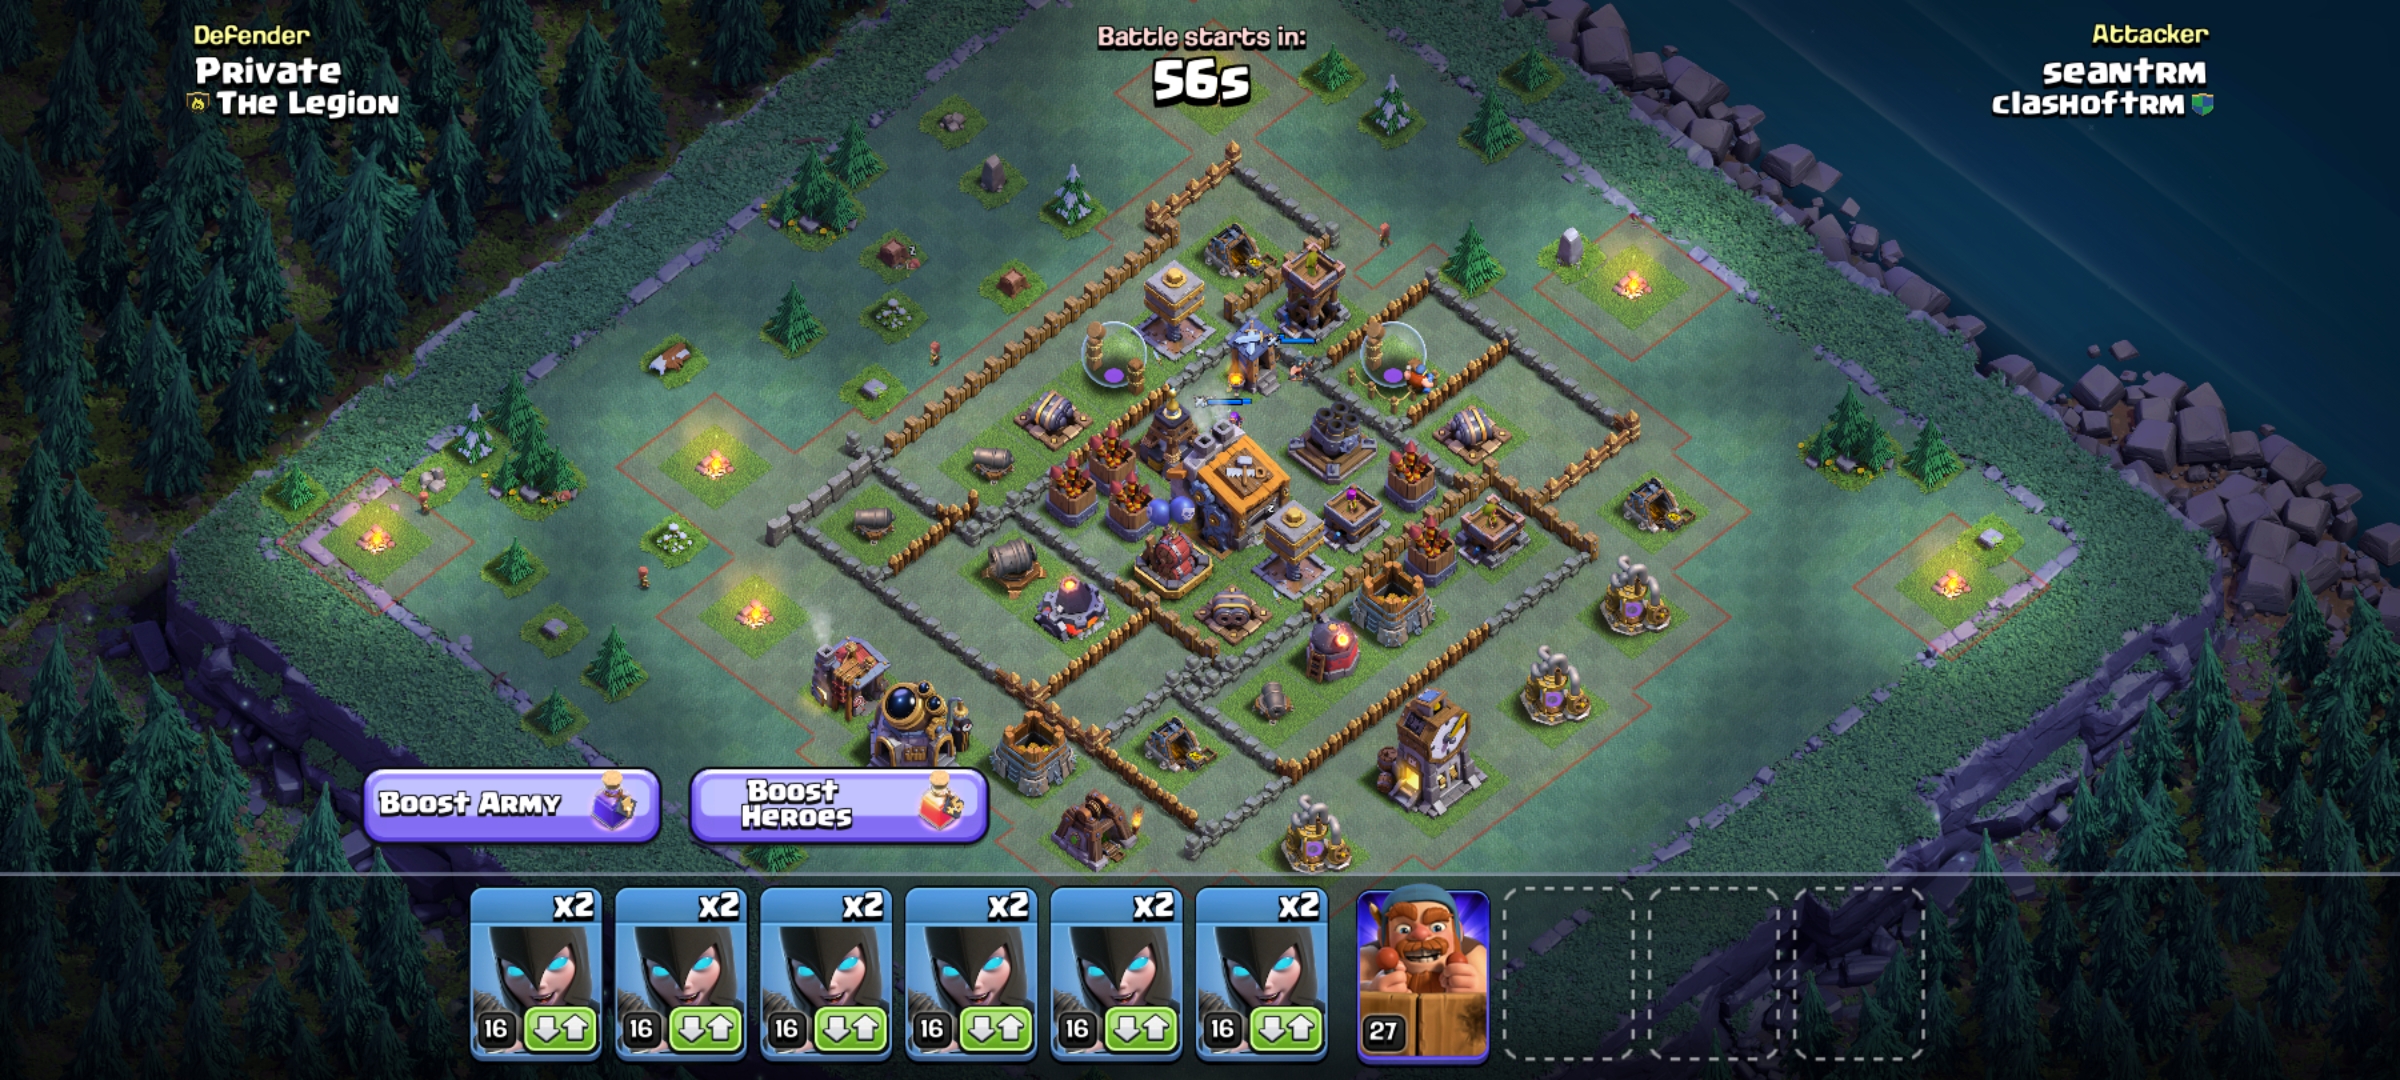 Defender
Private
The Legion
Battle starts in:
56s
Attacker
seantRM
clashoftRM
Boost Army
Boost
Heroes
x2
x2
x2
x2
x2
x2
16
16
16
16
16
16
27